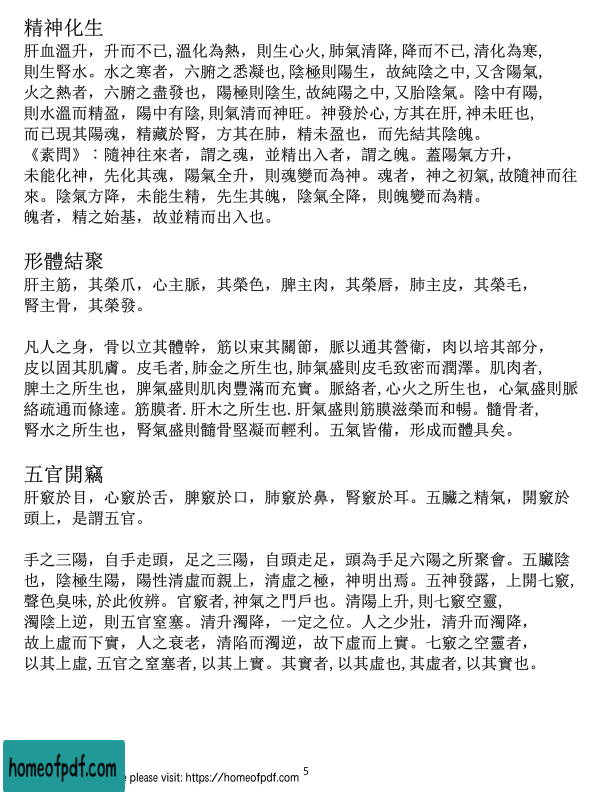 精神化生
肝血溫升，升而不已,溫化為熱，則生心火,肺氣清降,降而不已,清化為寒,
則生腎水。水之寒者，六腑之悉凝也,陰極則陽生，故純陰之中,又含陽氣,
火之熱者，六腑之盡發也，陽極則陰生,故純陽之中,又胎陰氣。陰中有陽,
則水溫而精盈，陽中有陰,則氣清而神旺。神發於心,方其在肝,神未旺也,
而已現其陽魂，精藏於腎，方其在肺，精未盈也，而先結其陰魄。
《素問》：隨神往來者，謂之魂，並精出入者，謂之魄。蓋陽氣方升，
未能化神，先化其魂，陽氣全升，則魂變而為神。魂者，神之初氣,故隨神而往
來。陰氣方降，未能生精，先生其魄，陰氣全降，則魄變而為精。
魄者，精之始基，故並精而出入也。
形體結聚
肝主筋，其榮爪，心主脈，其榮色，脾主肉，其榮唇，肺主皮，其榮毛，
腎主骨，其榮發。
凡人之身，骨以立其體幹，筋以束其關節，脈以通其營衛，肉以培其部分，
皮以固其肌膚。皮毛者,肺金之所生也,肺氣盛則皮毛致密而潤澤。肌肉者,
脾土之所生也，脾氣盛則肌肉豐滿而充實。脈絡者,心火之所生也，心氣盛則脈
絡疏通而條達。筋膜者.肝木之所生也.肝氣盛則筋膜滋榮而和暢。髓骨者,
腎水之所生也，腎氣盛則髓骨堅凝而輕利。五氣皆備，形成而體具矣。
五官開竊
肝竅於目，心竅於舌，脾竅於口，肺竅於鼻，腎竅於耳。五臟之精氣，開竅於
頭上，是謂五官。
手之三陽，自手走頭，足之三陽，自頭走足，頭為手足六陽之所聚會。五臟陰
也，陰極生陽，陽性清虛而親上，清虛之極，神明出焉。五神發露，上開七竅,
聲色臭味,於此攸辨。官竅者,神氣之門戶也。清陽上升,則七竅空靈,
濁陰上逆，則五官窒塞。清升濁降，一定之位。人之少壯，清升而濁降，
故上虛而下實，人之衰老，清陷而濁逆，故下虛而上實。七竅之空靈者，
以其上虛,五官之窒塞者,以其上實。其實者,以其虛也,其虛者,以其實也。
homeofpdf.com
e please visit: https://homeofpdf.com 5